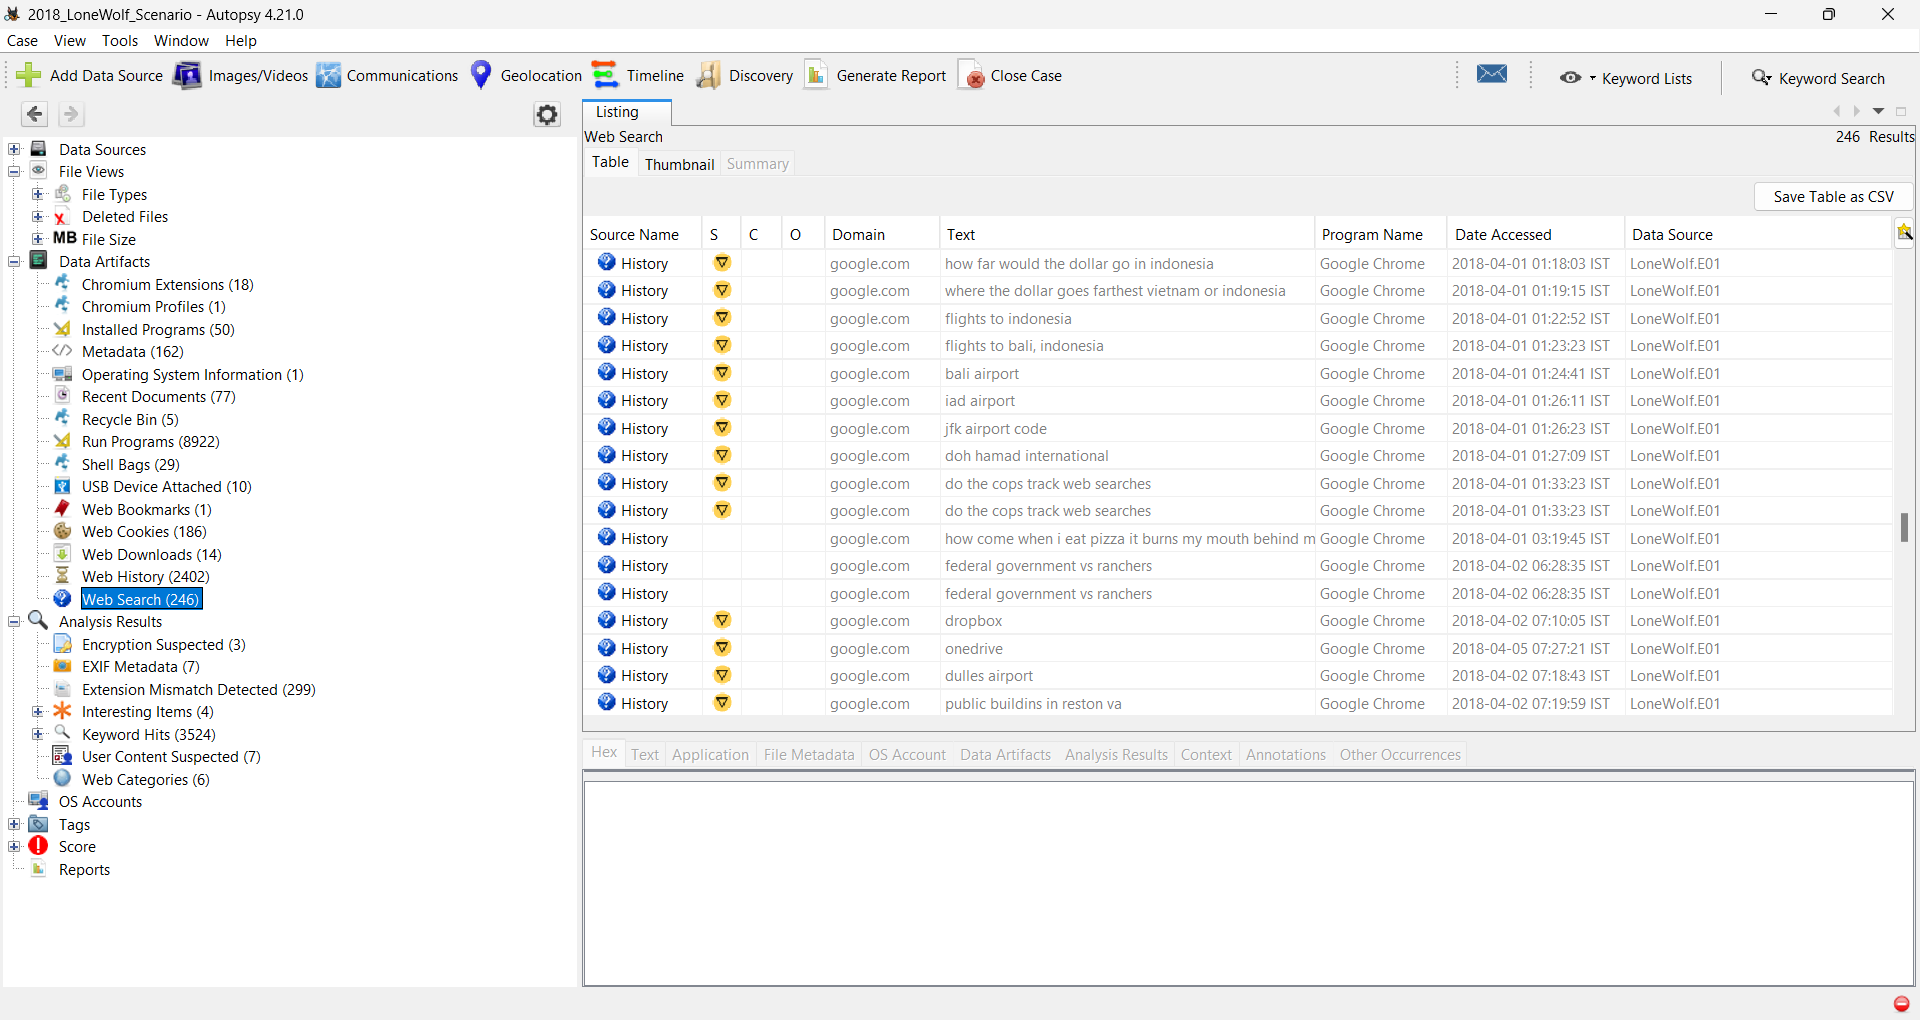 2018_LoneWolf_Scenario - Autopsy 4.21.0
Case View Tools Window Help
Add Data Source Images/Videos Communications Geolocation Timeline Discovery Generate Report Close Case Keyword Lists Keyword Search
Data Sources
File Views
File Types
Deleted Files
MB File Size
Data Artifacts
Chromium Extensions (18)
Chromium Profiles (1)
Installed Programs (50)
Metadata (162)
Operating System Information (1)
Recent Documents (77)
Recycle Bin (5)
Run Programs (8922)
Shell Bags (29)
USB Device Attached (10)
Web Bookmarks (1)
Web Cookies (186)
Web Downloads (14)
Web History (2402)
Web Search (246)
Analysis Results
Encryption Suspected (3)
EXIF Metadata (7)
Extension Mismatch Detected (299)
Interesting Items (4)
Keyword Hits (3524)
User Content Suspected (7)
Web Categories (6)
OS Accounts
Tags
Score
Reports
Listing
Web Search 246 Results
Table Thumbnail Summary
Save Table as CSV
Source Name S C O Domain Text Program Name Date Accessed Data Source
History google.com how far would the dollar go in indonesia Google Chrome 2018-04-01 01:18:03 IST LoneWolf.E01
History google.com where the dollar goes farthest vietnam or indonesia Google Chrome 2018-04-01 01:19:15 IST LoneWolf.E01
History google.com flights to indonesia Google Chrome 2018-04-01 01:22:52 IST LoneWolf.E01
History google.com flights to bali, indonesia Google Chrome 2018-04-01 01:23:23 IST LoneWolf.E01
History google.com bali airport Google Chrome 2018-04-01 01:24:41 IST LoneWolf.E01
History google.com iad airport Google Chrome 2018-04-01 01:26:11 IST LoneWolf.E01
History google.com jfk airport code Google Chrome 2018-04-01 01:26:23 IST LoneWolf.E01
History google.com doh hamad international Google Chrome 2018-04-01 01:27:09 IST LoneWolf.E01
History google.com do the cops track web searches Google Chrome 2018-04-01 01:33:23 IST LoneWolf.E01
History google.com do the cops track web searches Google Chrome 2018-04-01 01:33:23 IST LoneWolf.E01
History google.com how come when i eat pizza it burns my mouth behind m Google Chrome 2018-04-01 03:19:45 IST LoneWolf.E01
History google.com federal government vs ranchers Google Chrome 2018-04-02 06:28:35 IST LoneWolf.E01
History google.com federal government vs ranchers Google Chrome 2018-04-02 06:28:35 IST LoneWolf.E01
History google.com dropbox Google Chrome 2018-04-02 07:10:05 IST LoneWolf.E01
History google.com onedrive Google Chrome 2018-04-05 07:27:21 IST LoneWolf.E01
History google.com dulles airport Google Chrome 2018-04-02 07:18:43 IST LoneWolf.E01
History google.com public buildins in reston va Google Chrome 2018-04-02 07:19:59 IST LoneWolf.E01
Hex Text Application File Metadata OS Account Data Artifacts Analysis Results Context Annotations Other Occurrences